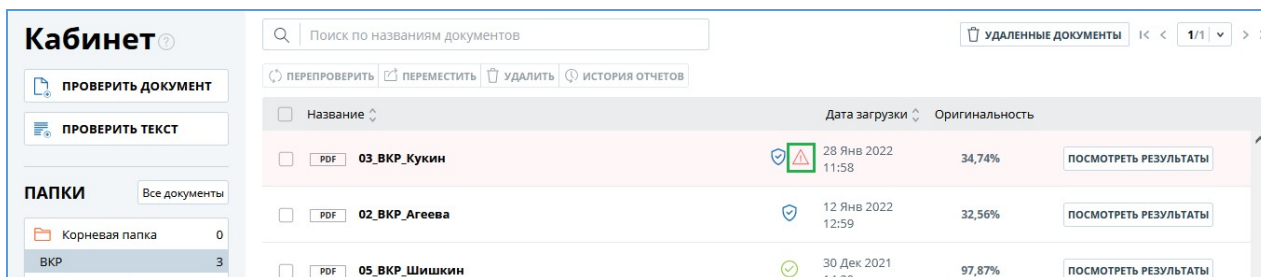 Кабинет
Поиск по названиям документов
УДАЛЕННЫЕ ДОКУМЕНТЫ
1/1
ПРОВЕРИТЬ ДОКУМЕНТ
ПЕРЕПРОВЕРИТЬ ПЕРЕМЕСТИТЬ УДАЛИТЬ ИСТОРИЯ ОТЧЕТОВ
ПРОВЕРИТЬ ТЕКСТ
Название Дата загрузки Оригинальность
PDF 03_ВКР_Кукин 28 Янв 2022 11:58 34,74% ПОСМОТРЕТЬ РЕЗУЛЬТАТЫ
ПАПКИ Все документы
PDF 02_ВКР_Агеева 12 Янв 2022 12:59 32,56% ПОСМОТРЕТЬ РЕЗУЛЬТАТЫ
Корневая папка 0
ВКР 3
PDF 05_ВКР_Шишкин 30 Дек 2021 97,87% ПОСМОТРЕТЬ РЕЗУЛЬТАТЫ